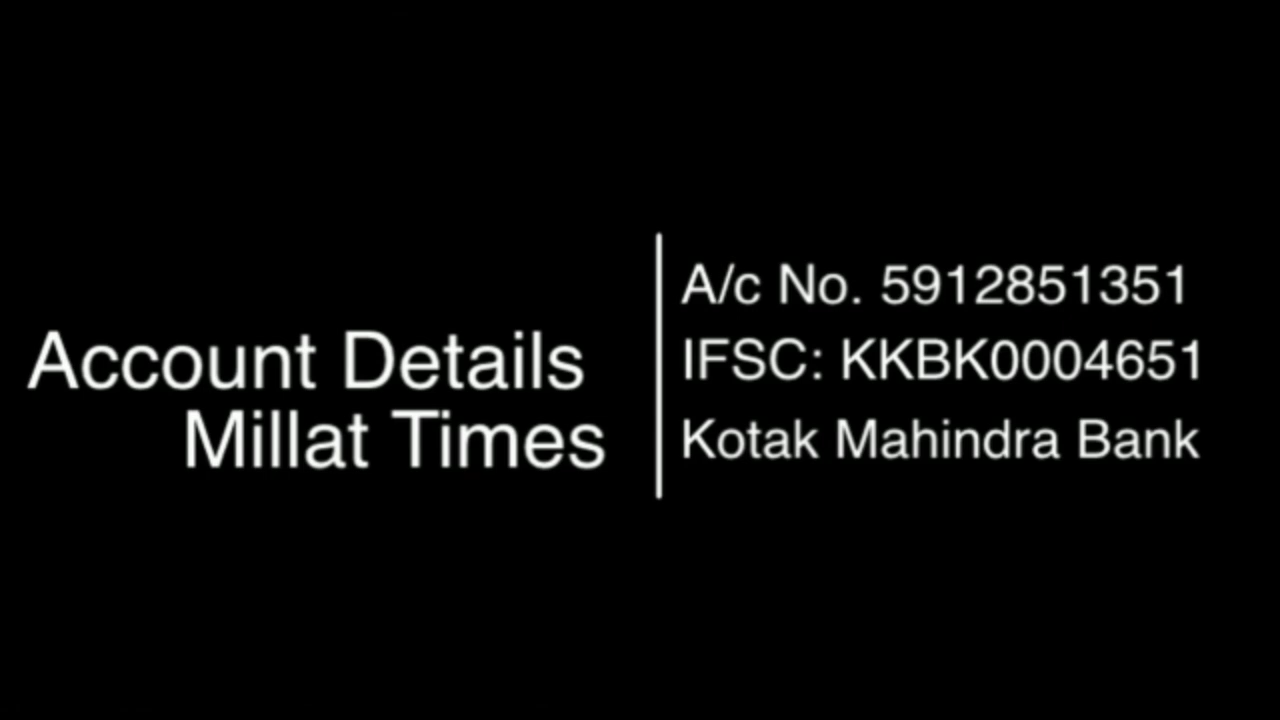 Account Details
Millat Times
A/c No. 5912851351
IFSC: KKBK0004651
Kotak Mahindra Bank